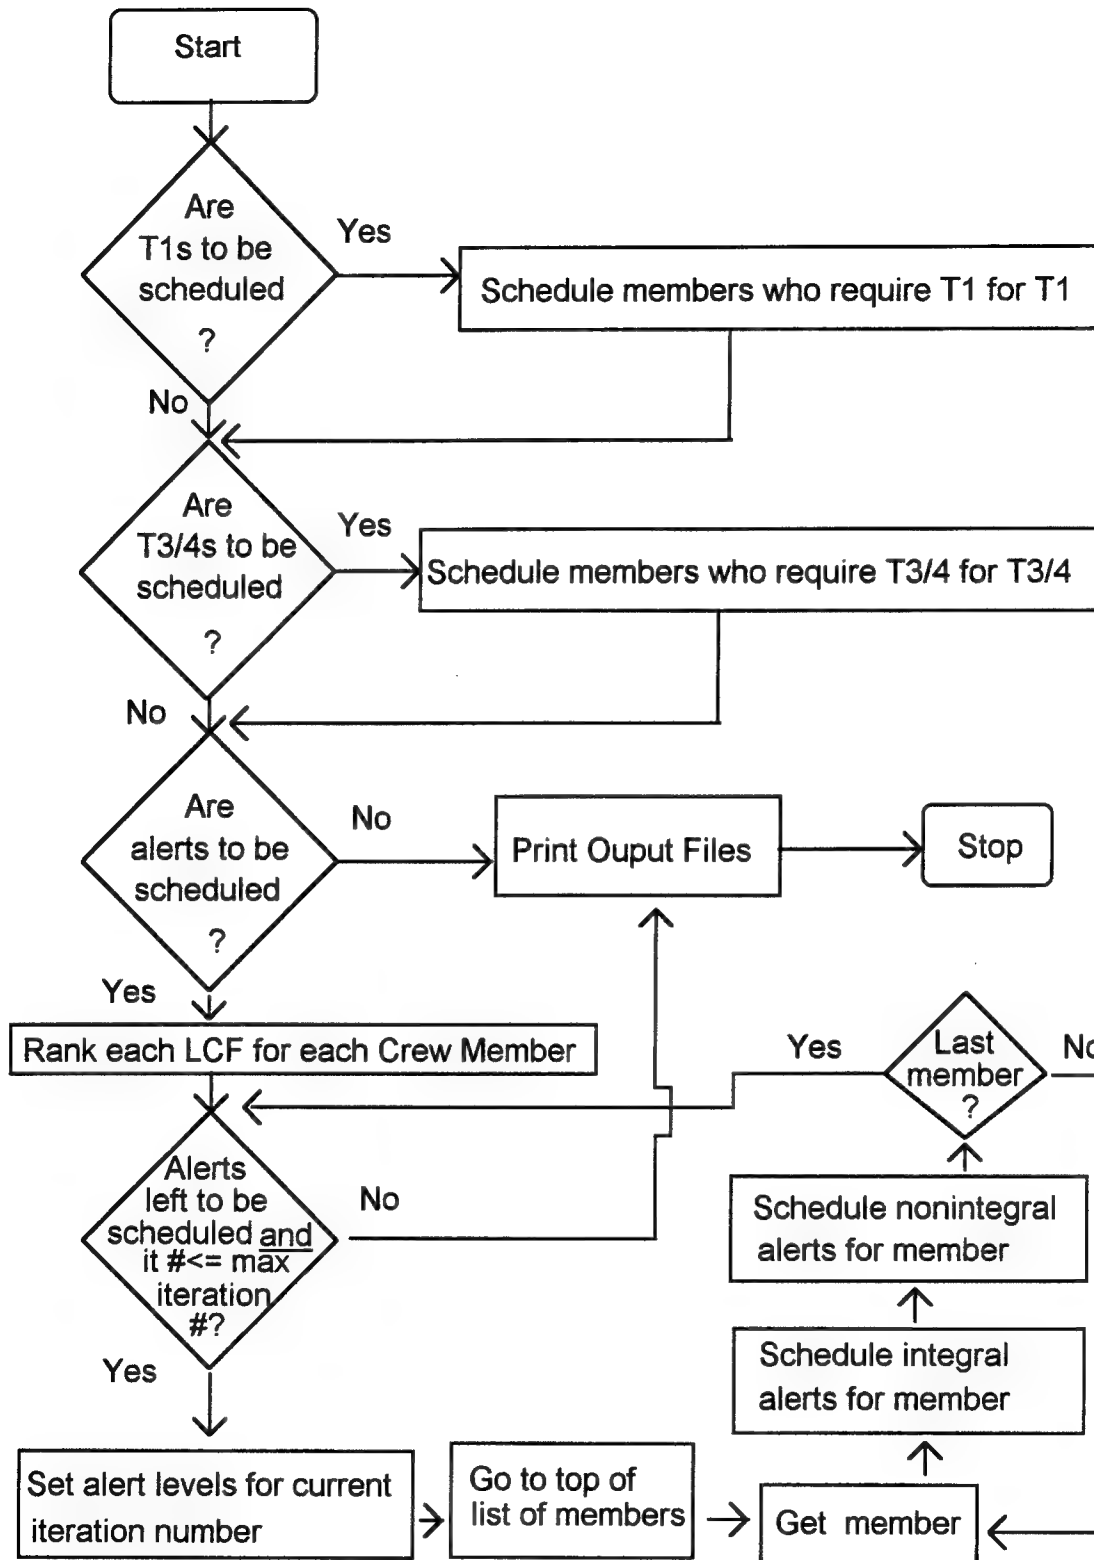 Start
Are
T1s to be
scheduled
?
Yes
Schedule members who require T1 for T1
No
Are
T3/4s to be
scheduled
?
Yes
Schedule members who require T3/4 for T3/4
No
Are
alerts to be
scheduled
?
No
Print Ouput Files
Stop
Yes
Rank each LCF for each Crew Member
Yes
Last
member
?
No
Alerts
left to be
scheduled and
it #<= max
iteration
#?
No
Schedule nonintegral
alerts for member
Schedule integral
alerts for member
Yes
Set alert levels for current
iteration number
Go to top of
list of members
Get member